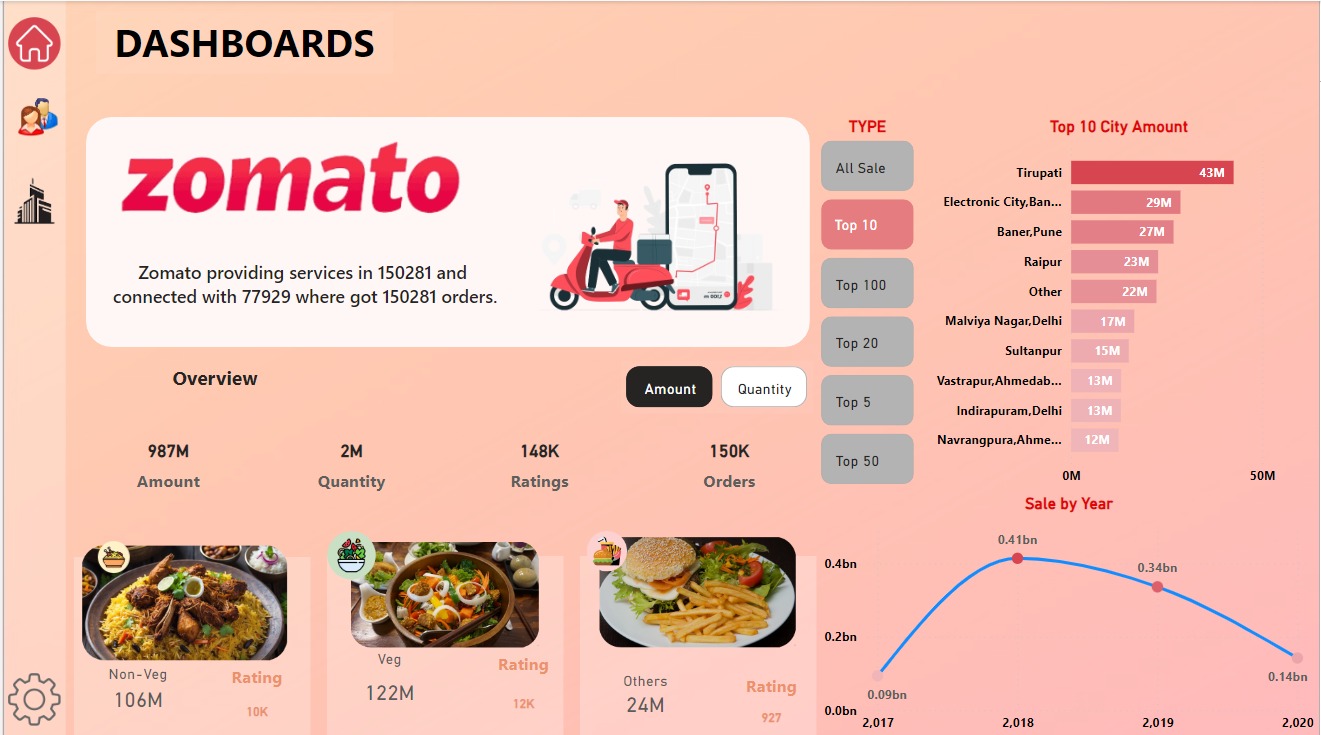 DASHBOARDS
zomato
Zomato providing services in 150281 and
connected with 77929 where got 150281 orders.
Overview
Amount
Quantity
987M
Amount
2M
Quantity
148K
Ratings
150K
Orders
Non-Veg
106M
Rating
10K
Veg
122M
Rating
12K
Others
24M
Rating
927
TYPE
All Sale
Top 10
Top 100
Top 20
Top 5
Top 50
Top 10 City Amount
Tirupati 43M
Electronic City,Ban... 29M
Baner,Pune 27M
Raipur 23M
Other 22M
Malviya Nagar,Delhi 17M
Sultanpur 15M
Vastrapur,Ahmedab... 13M
Indirapuram,Delhi 13M
Navrangpura,Ahme... 12M
0M 50M
Sale by Year
0.4bn
0.2bn
0.0bn
0.09bn
0.41bn
0.34bn
0.14bn
2,017 2,018 2,019 2,020